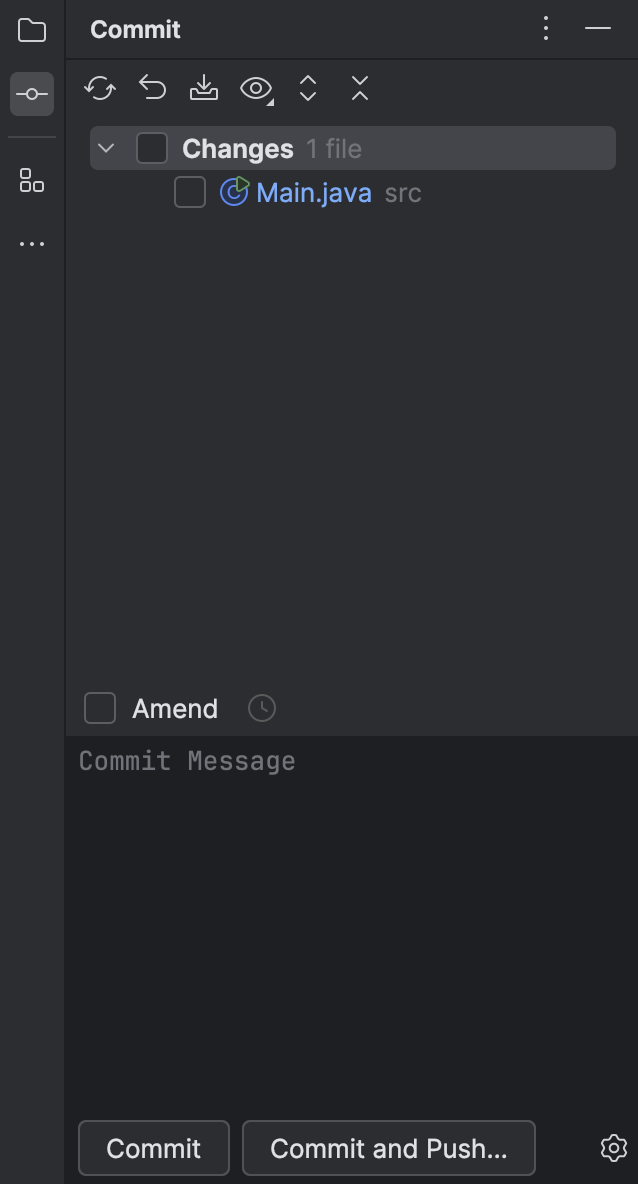 Commit
Changes 1 file
Main.java src
Amend
Commit Message
Commit Commit and Push...